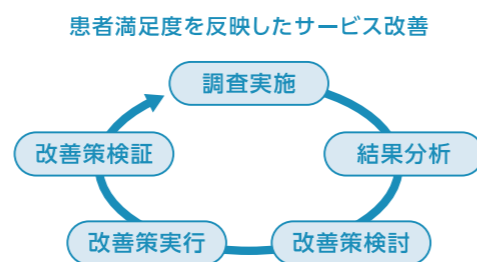 患者満足度を反映したサービス改善
調査実施
結果分析
改善策検討
改善策実行
改善策検証